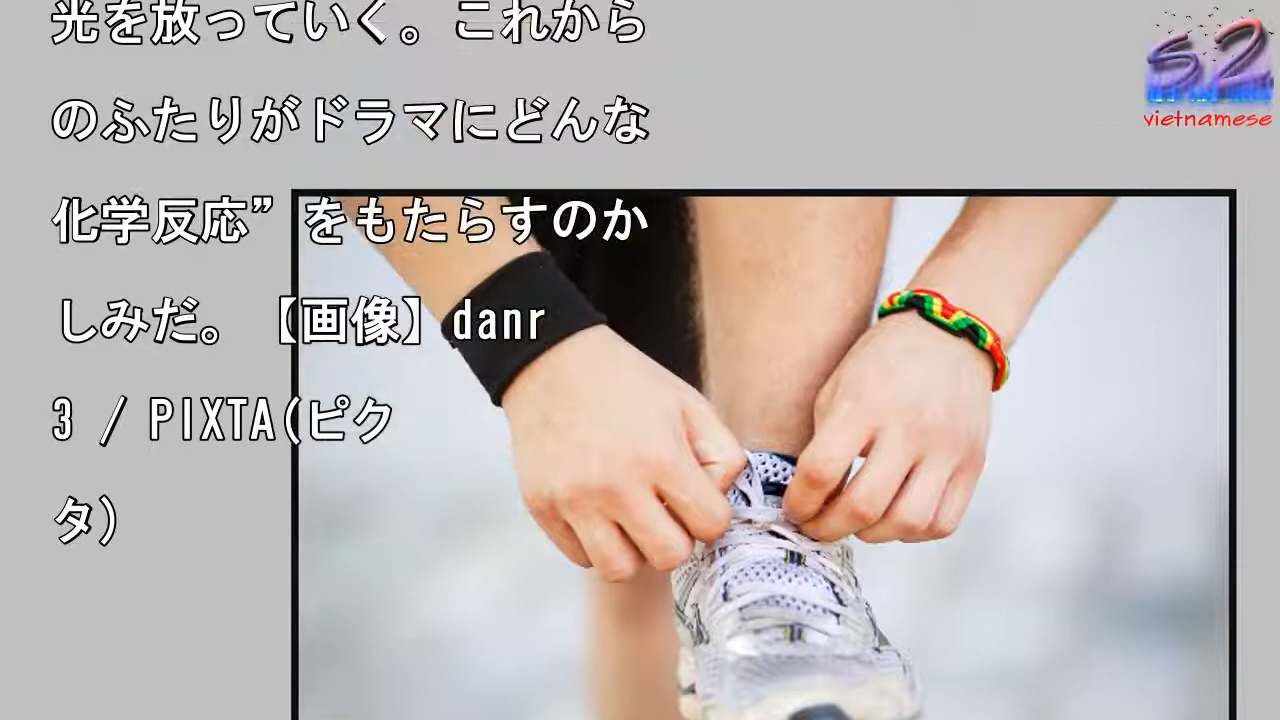 光を放っていく。これから
のふたりがドラマにどんな
化学反応”をもたらすのか
しみだ。【画像】danr
3 / PIXTA(ピク
タ)
S2
vietnamese